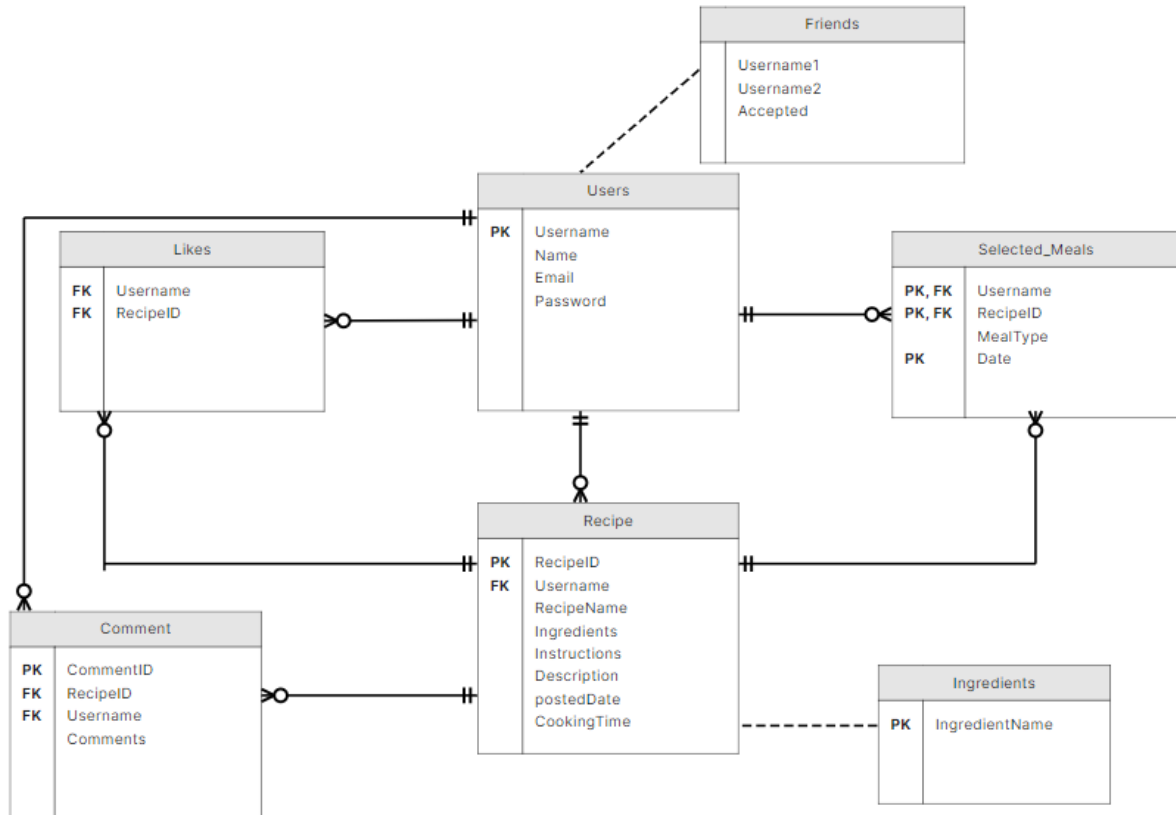 Friends
Username1
Username2
Accepted
Users
PK Username
Name
Email
Password
Likes
FK Username
FK RecipeID
Selected_Meals
PK, FK Username
PK, FK RecipeID
MealType
PK Date
Recipe
PK RecipeID
FK Username
RecipeName
Ingredients
Instructions
Description
postedDate
CookingTime
Comment
PK CommentID
FK RecipeID
FK Username
Comments
Ingredients
PK IngredientName